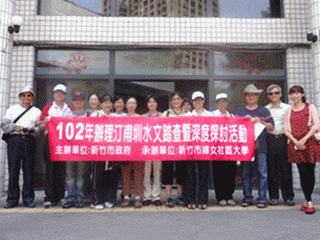 102年辦理汀甫圳水文踏查暨深度探討活動
主辦單位：新竹市政府 承辦單位：新竹市婦女社區大學